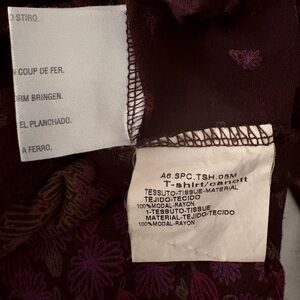 O STIRO.
COUP DE FER.
ORM BRINGEN.
EL PLANCHADO.
A FERRO.
A6.SPC.TSH.05M
T-shirt/canott
TESSUTO-TISSUE-MATERIAL
TEJIDO-TECIDO
100%MODAL-RAYON
1-TESSUTO-TISSUE
MATERIAL-TEJIDO-TECIDO
100%MODAL-RAYON